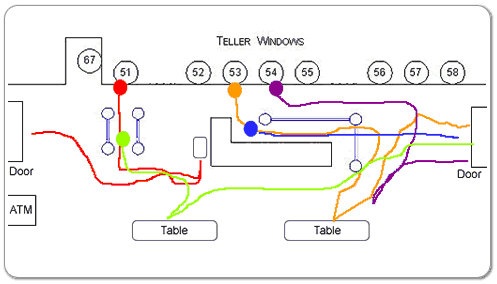 TELLER WINDOWS
67 51 52 53 54 55 56 57 58
Door Door
ATM
Table Table